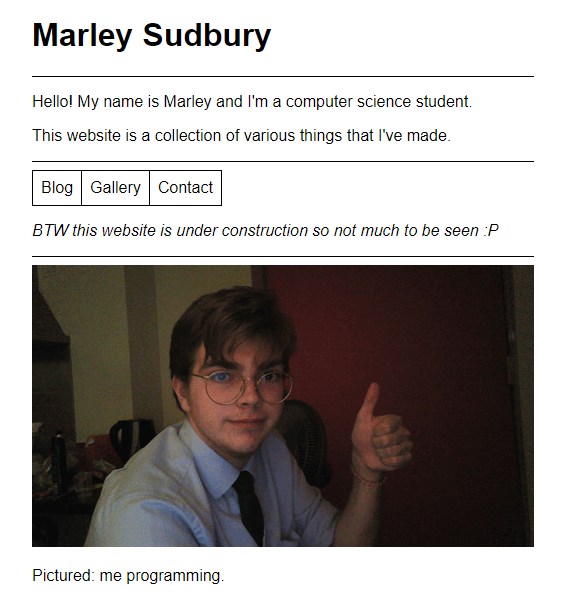 Marley Sudbury
Hello! My name is Marley and I'm a computer science student.
This website is a collection of various things that I've made.
Blog Gallery Contact
BTW this website is under construction so not much to be seen :P
Pictured: me programming.